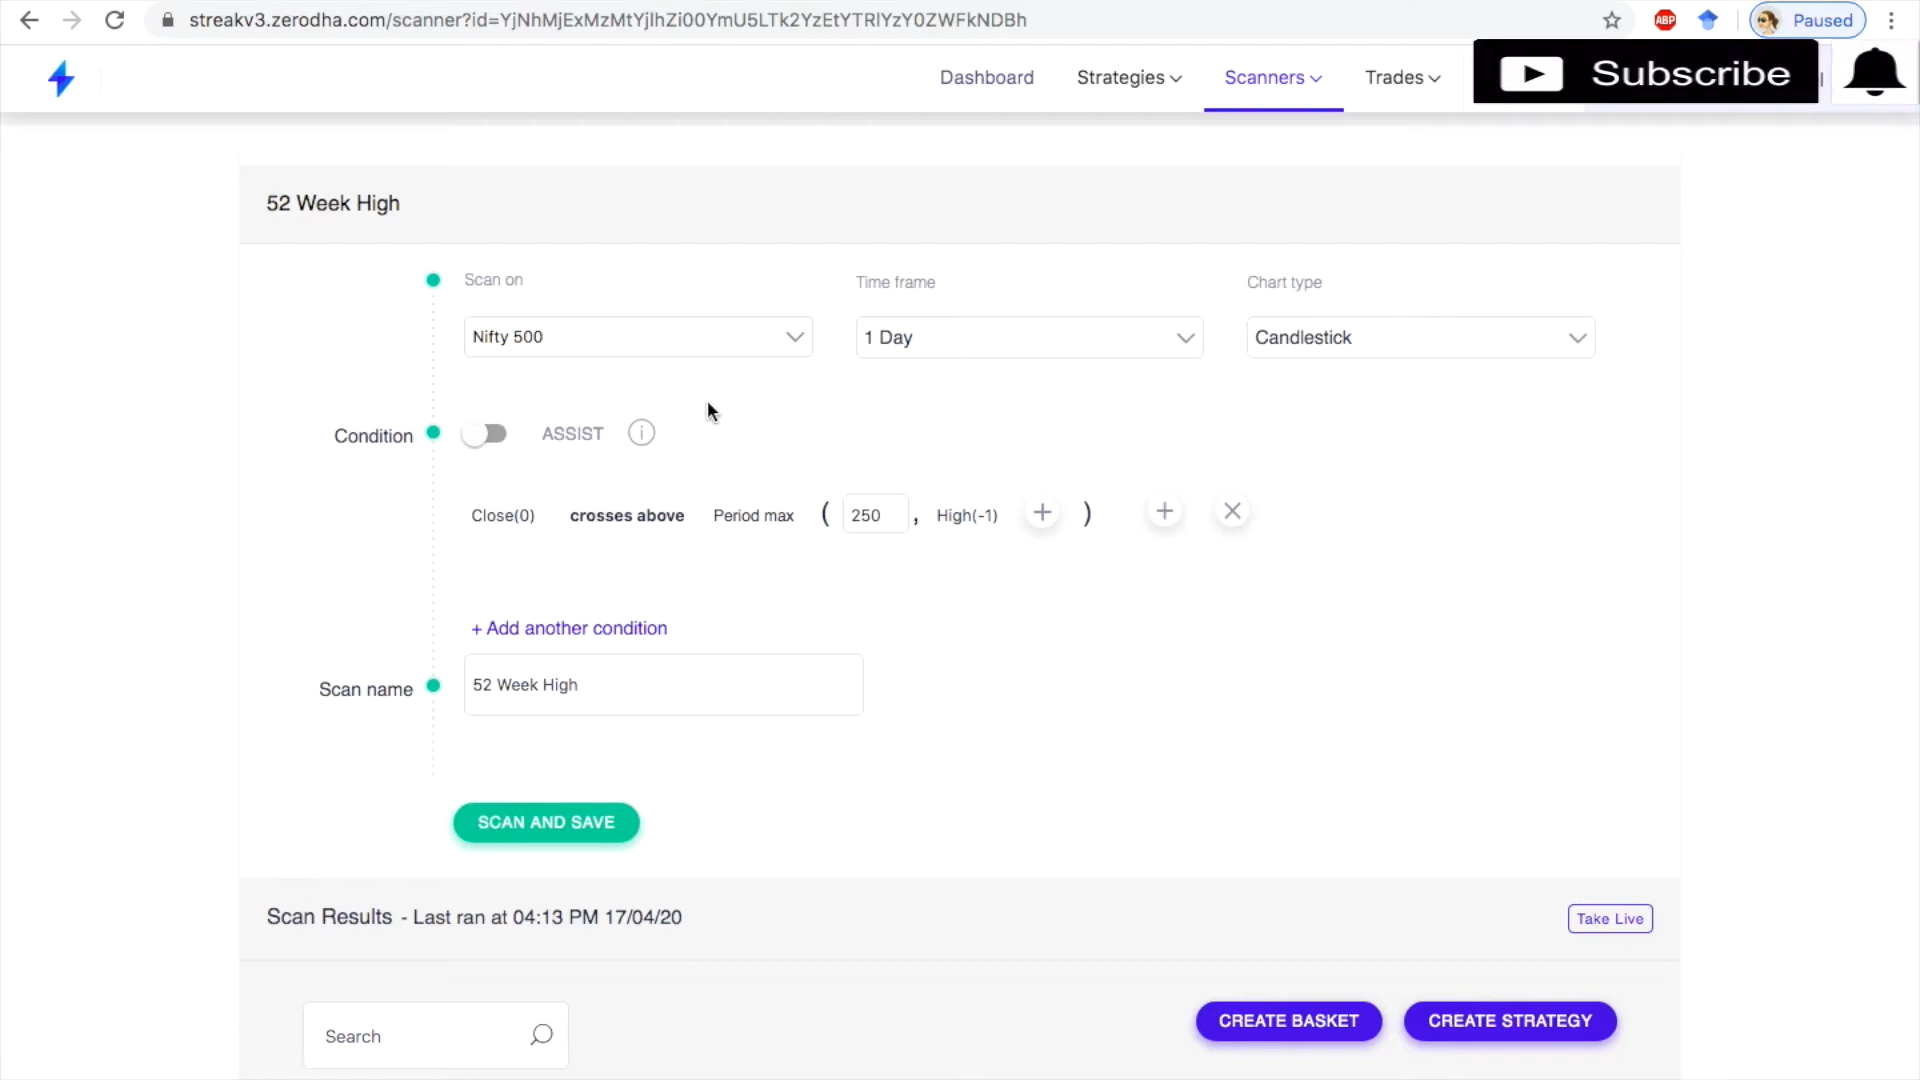 streakv3.zerodha.com/scanner?id=YjNhMjExMzMtYjlhZi00YmU5LTk2YzEtYTRlYzY0ZWFkNDBh
ABP
Paused
Dashboard
Strategies
Scanners
Trades
Subscribe
52 Week High
Scan on
Time frame
Chart type
Nifty 500
1 Day
Candlestick
Condition
ASSIST
i
Close(0) crosses above Period max ( 250 , High(-1) + ) + ×
+ Add another condition
Scan name
52 Week High
SCAN AND SAVE
Scan Results - Last ran at 04:13 PM 17/04/20
Take Live
Search
CREATE BASKET
CREATE STRATEGY